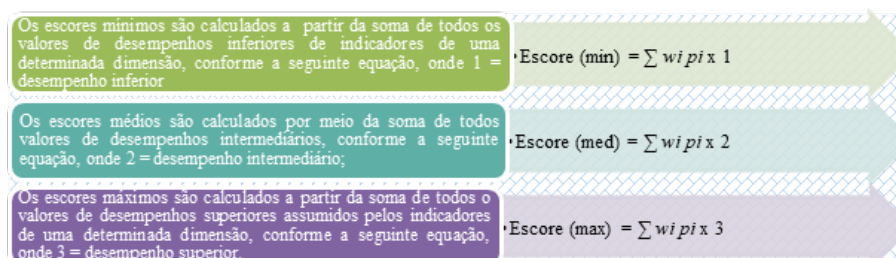 Os escores mínimos são calculados a partir da soma de todos os
valores de desempenhos inferiores de indicadores de uma
determinada dimensão, conforme a seguinte equação, onde 1 =
desempenho inferior
•Escore (min) = ∑ wi pi x 1
Os escores médios são calculados por meio da soma de todos
valores de desempenhos intermediários, conforme a seguinte
equação, onde 2 = desempenho intermediário;
•Escore (med) = ∑ wi pi x 2
Os escores máximos são calculados a partir da soma de todos o
valores de desempenhos superiores assumidos pelos indicadores
de uma determinada dimensão, conforme a seguinte equação,
onde 3 = desempenho superior.
•Escore (max) = ∑ wi pi x 3